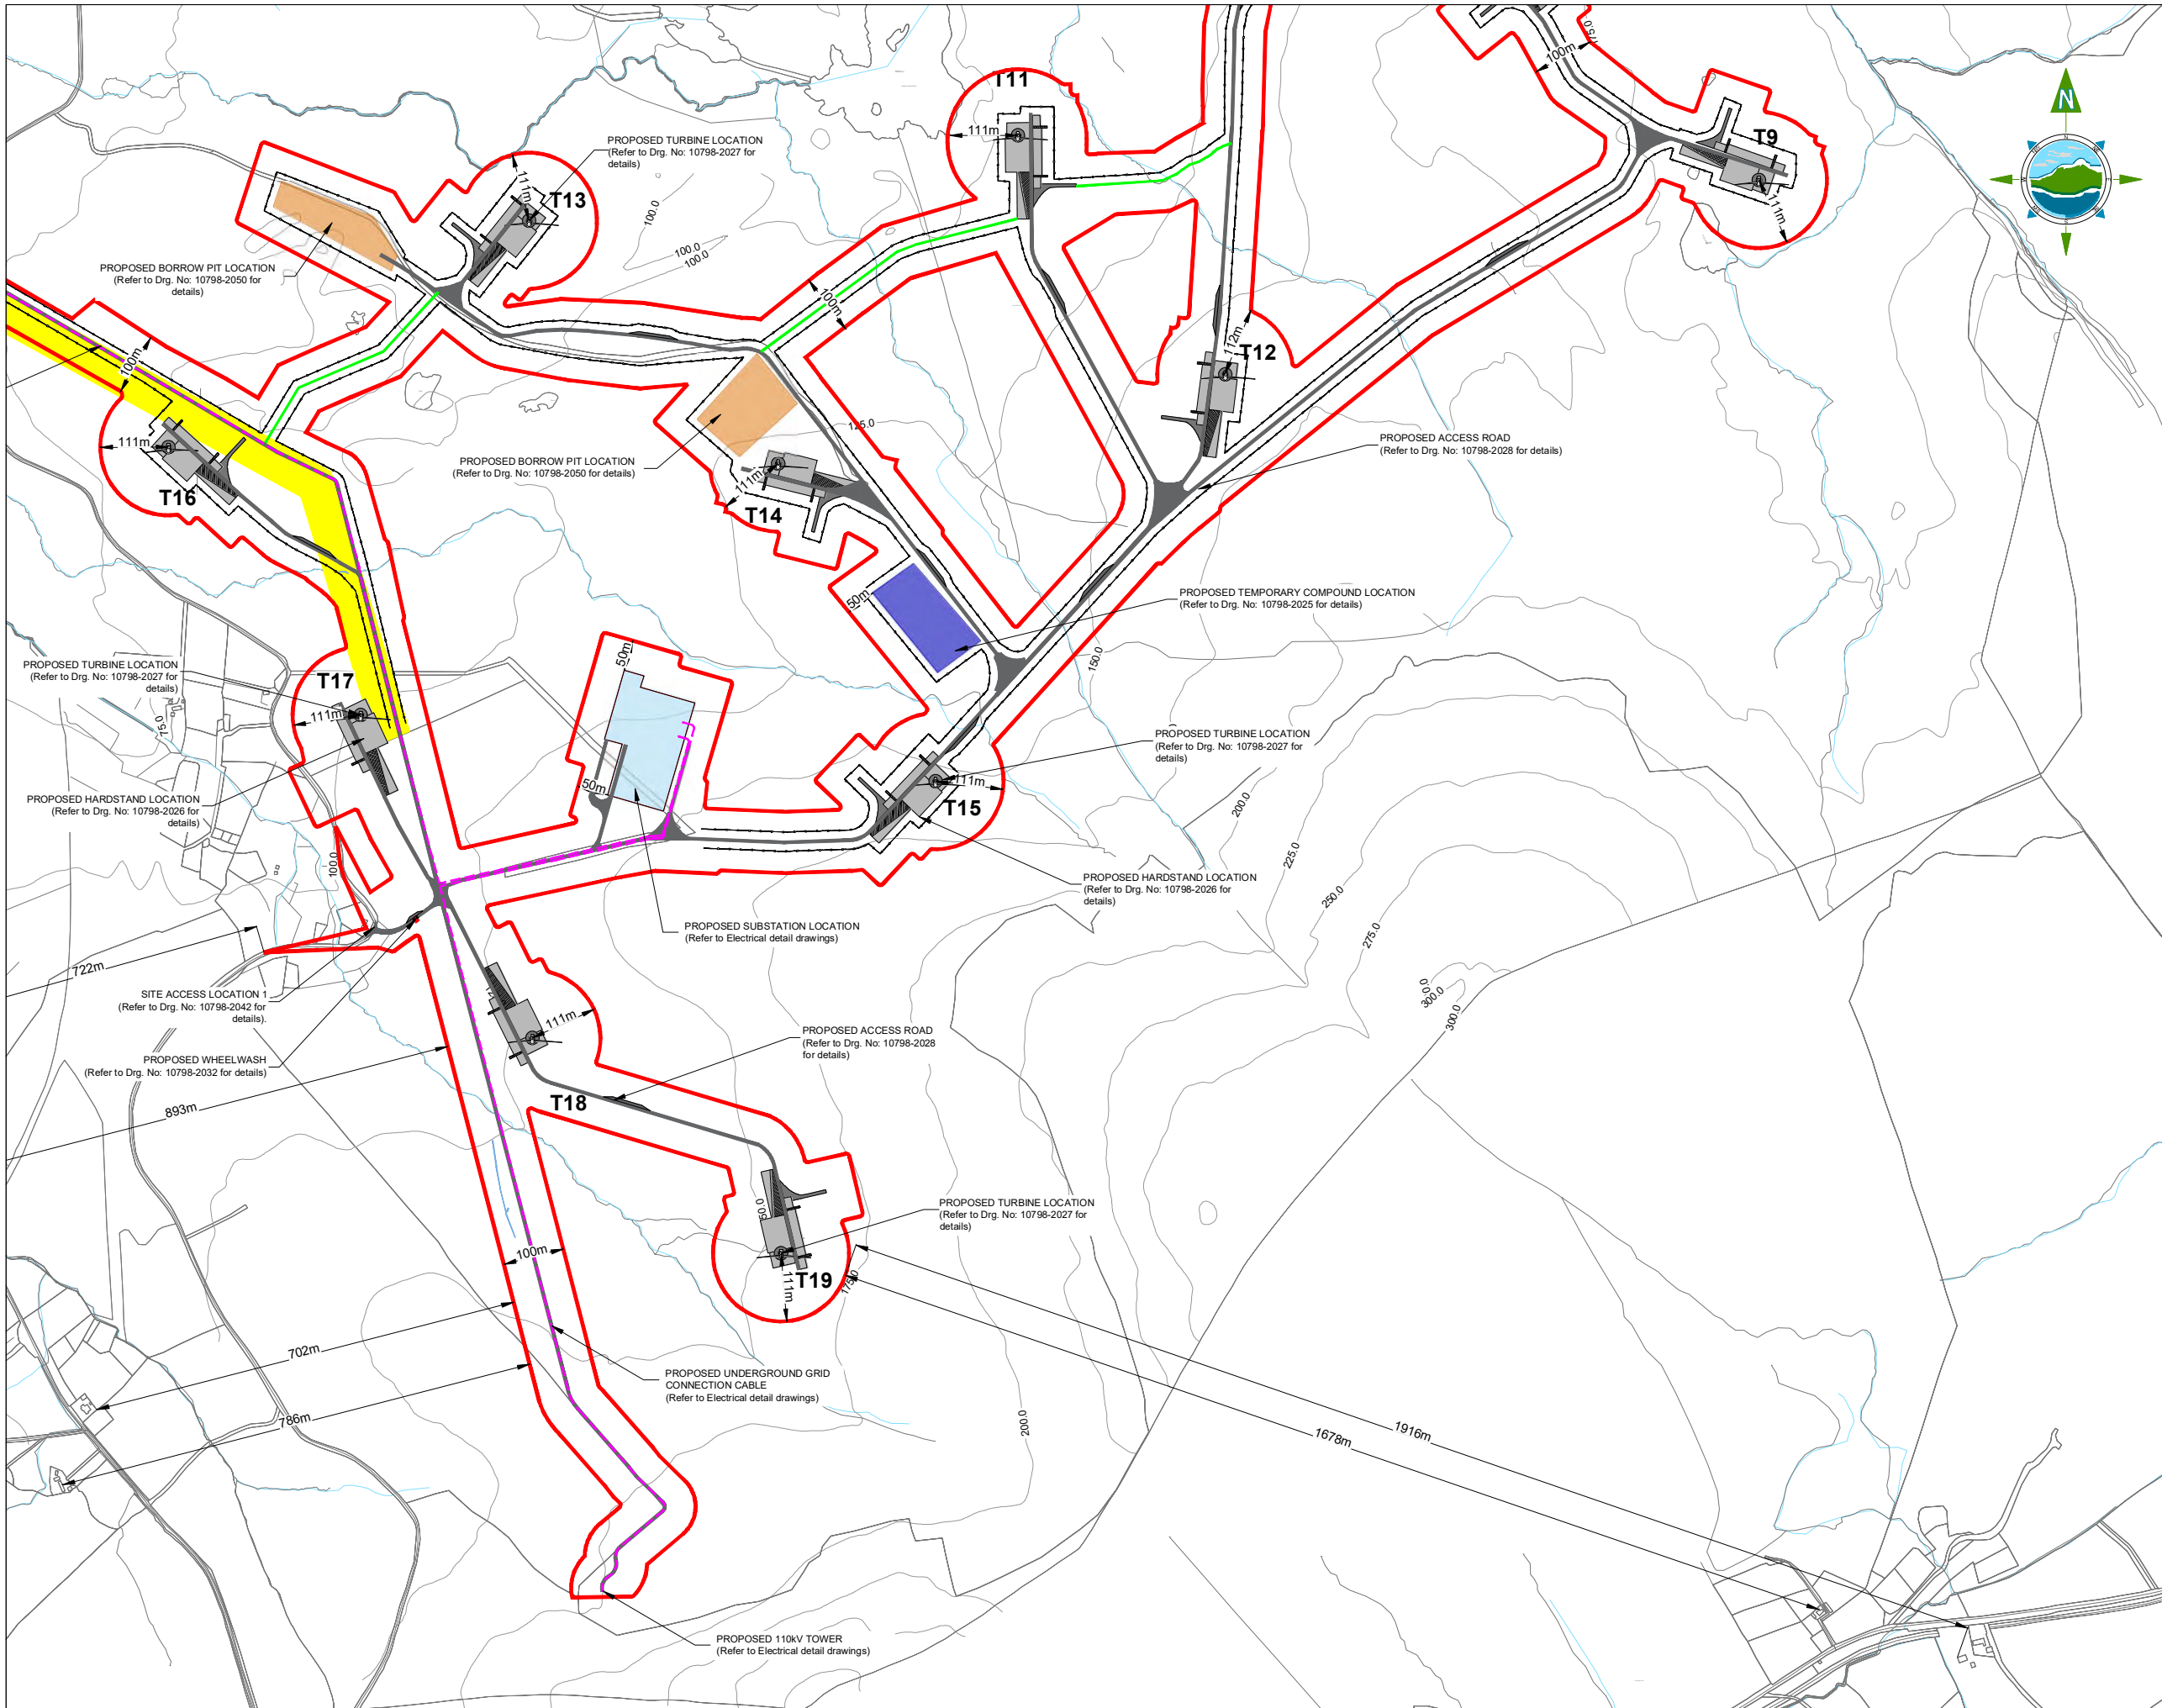 T11
100m
175.0
N
T9
111m
111m
PROPOSED TURBINE LOCATION
(Refer to Drg. No: 10798-2027 for
details)
111m
T13
100.0
100.0
100.0
PROPOSED BORROW PIT LOCATION
(Refer to Drg. No: 10798-2050 for
details)
100m
100m
112m
T12
125.0
PROPOSED ACCESS ROAD
(Refer to Drg. No: 10798-2028 for details)
PROPOSED BORROW PIT LOCATION
(Refer to Drg. No: 10798-2050 for details)
111m
T16
111m
T14
50m
PROPOSED TEMPORARY COMPOUND LOCATION
(Refer to Drg. No: 10798-2025 for details)
150.0
50m
PROPOSED TURBINE LOCATION
(Refer to Drg. No: 10798-2027 for
details)
T17
111m
75.0
PROPOSED TURBINE LOCATION
(Refer to Drg. No: 10798-2027 for
details)
111m
T15
50m
PROPOSED HARDSTAND LOCATION
(Refer to Drg. No: 10798-2026 for
details)
100.0
200.0
225.0
250.0
275.0
300.0
300.0
300.0
PROPOSED HARDSTAND LOCATION
(Refer to Drg. No: 10798-2026 for
details)
PROPOSED SUBSTATION LOCATION
(Refer to Electrical detail drawings)
722m
SITE ACCESS LOCATION 1
(Refer to Drg. No: 10798-2042 for
details).
111m
PROPOSED ACCESS ROAD
(Refer to Drg. No: 10798-2028
for details)
PROPOSED WHEELWASH
(Refer to Drg. No: 10798-2032 for details)
893m
T18
PROPOSED TURBINE LOCATION
(Refer to Drg. No: 10798-2027 for
details)
50.0
100m
T19
111m
175.0
702m
PROPOSED UNDERGROUND GRID
CONNECTION CABLE
(Refer to Electrical detail drawings)
786m
200.0
1916m
1678m
PROPOSED 110kV TOWER
(Refer to Electrical detail drawings)